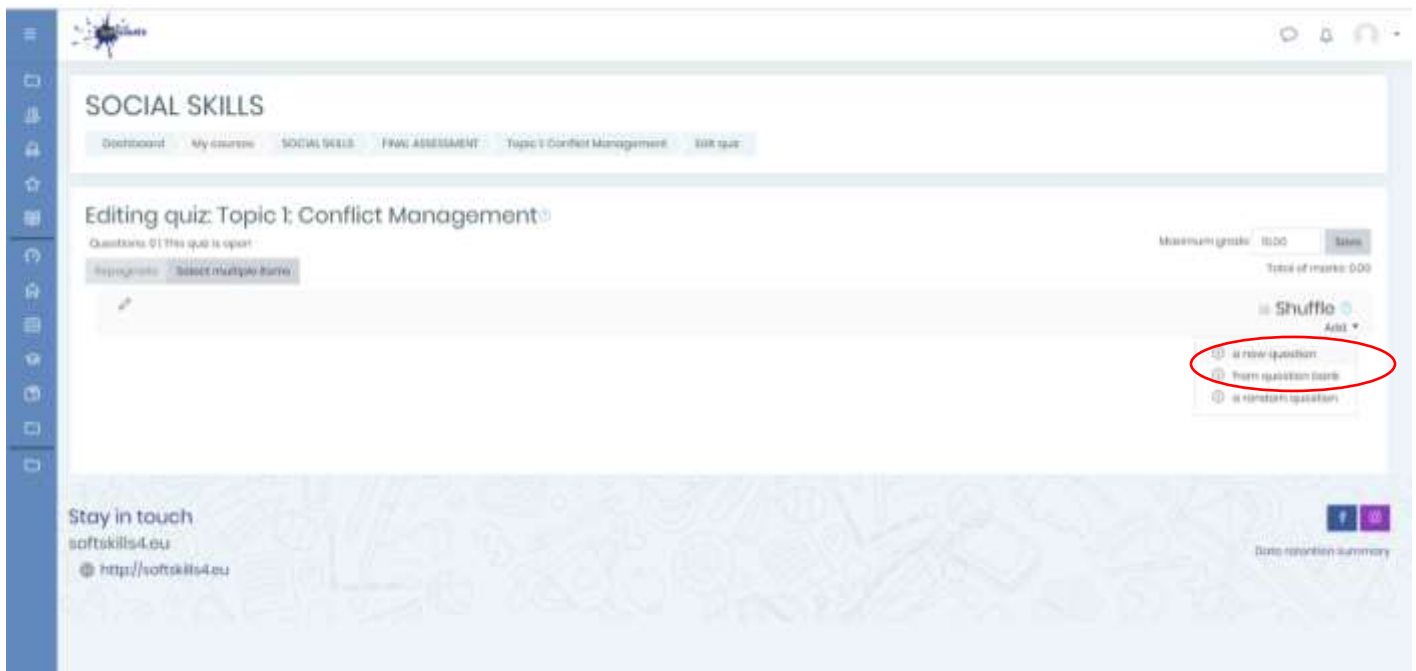 SOCIAL SKILLS
Dashboard My courses SOCIAL SKILLS FINAL ASSESSMENT Topic 1: Conflict Management Edit quiz
Editing quiz: Topic 1: Conflict Management
Questions: 0 | This quiz is open
Maximum grade 10.00 Save
Repaginate Select multiple items
Total of marks: 0.00
Shuffle
Add
a new question
from question bank
a random question
Stay in touch
softskills4.eu
Data retention summary
http://softskills4.eu